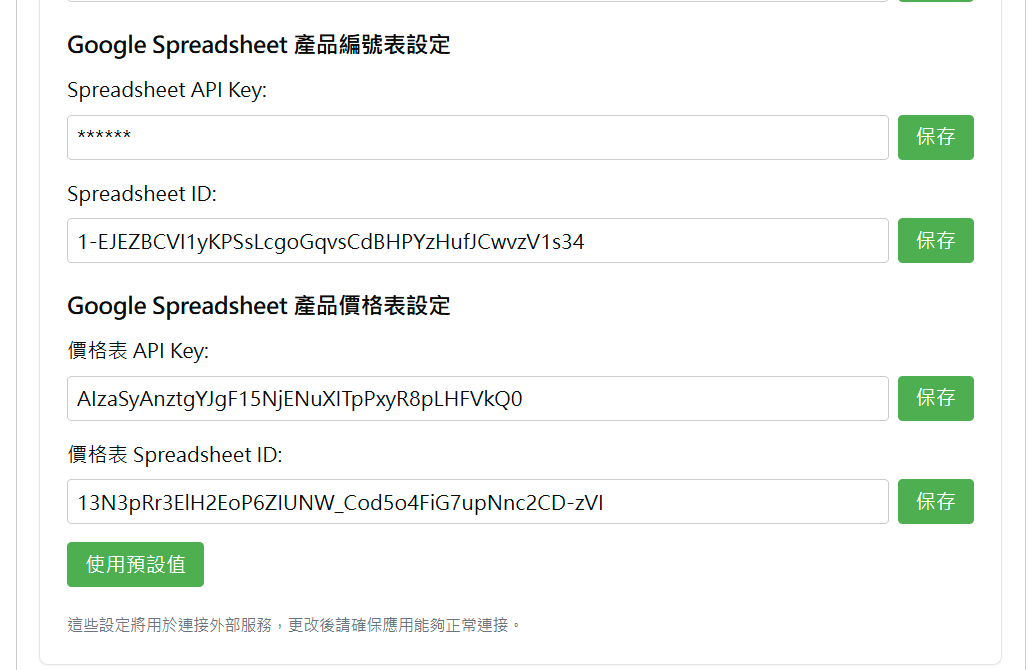 Google Spreadsheet 產品編號表設定
Spreadsheet API Key:
******
保存
Spreadsheet ID:
1-EJEZBCVI1yKPSsLcgoGqvsCdBHPYzHufJCwvzV1s34
保存
Google Spreadsheet 產品價格表設定
價格表 API Key:
AIzaSyAnztgYJgF15NjENuXITpPxyR8pLHFVkQ0
保存
價格表 Spreadsheet ID:
13N3pRr3ElH2EoP6ZIUNW_Cod5o4FiG7upNnc2CD-zVI
保存
使用預設值
這些設定將用於連接外部服務，更改後請確保應用能夠正常連接。